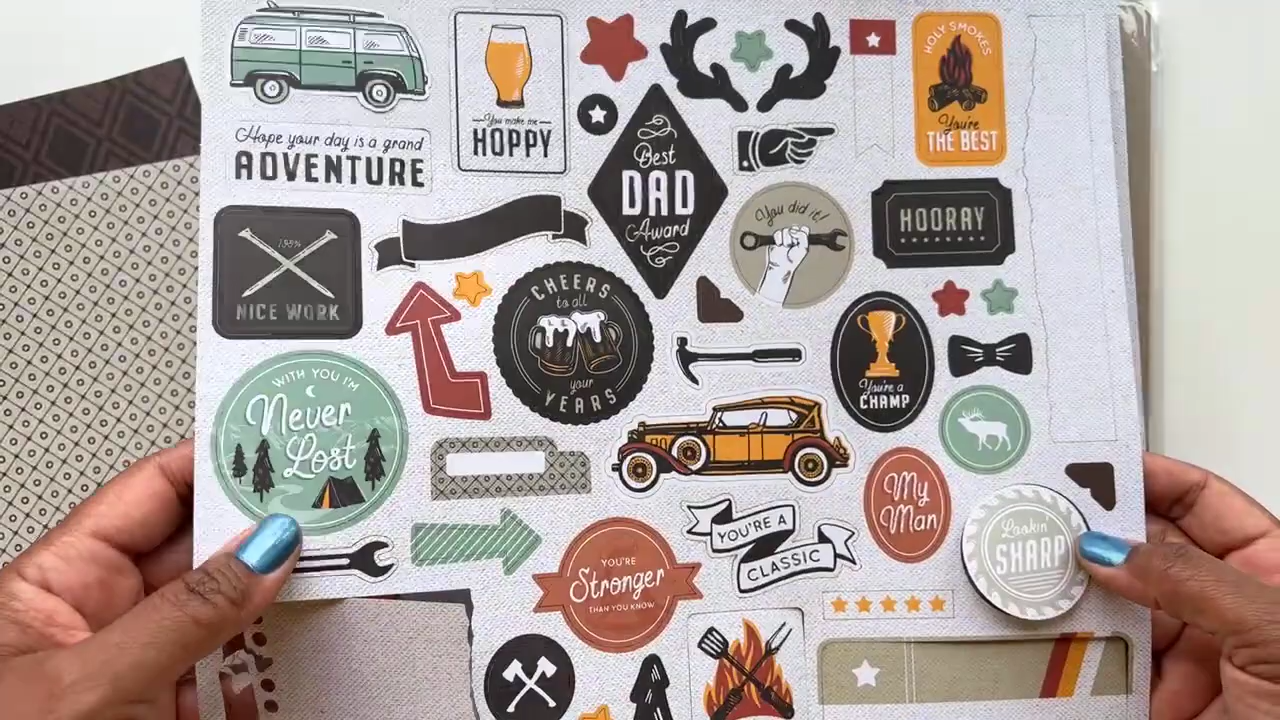 Hope your day is a grand
ADVENTURE
You make me
HOPPY
HOLY SMOKES
You're
THE BEST
Best
DAD
Award
You did it!
HOORAY
NICE WORK
CHEERS
to all
your
YEARS
You're a
CHAMP
WITH YOU I'M
Never
Lost
My
Man
Lookin'
SHARP
YOU'RE A
CLASSIC
YOU'RE
Stronger
THAN YOU KNOW